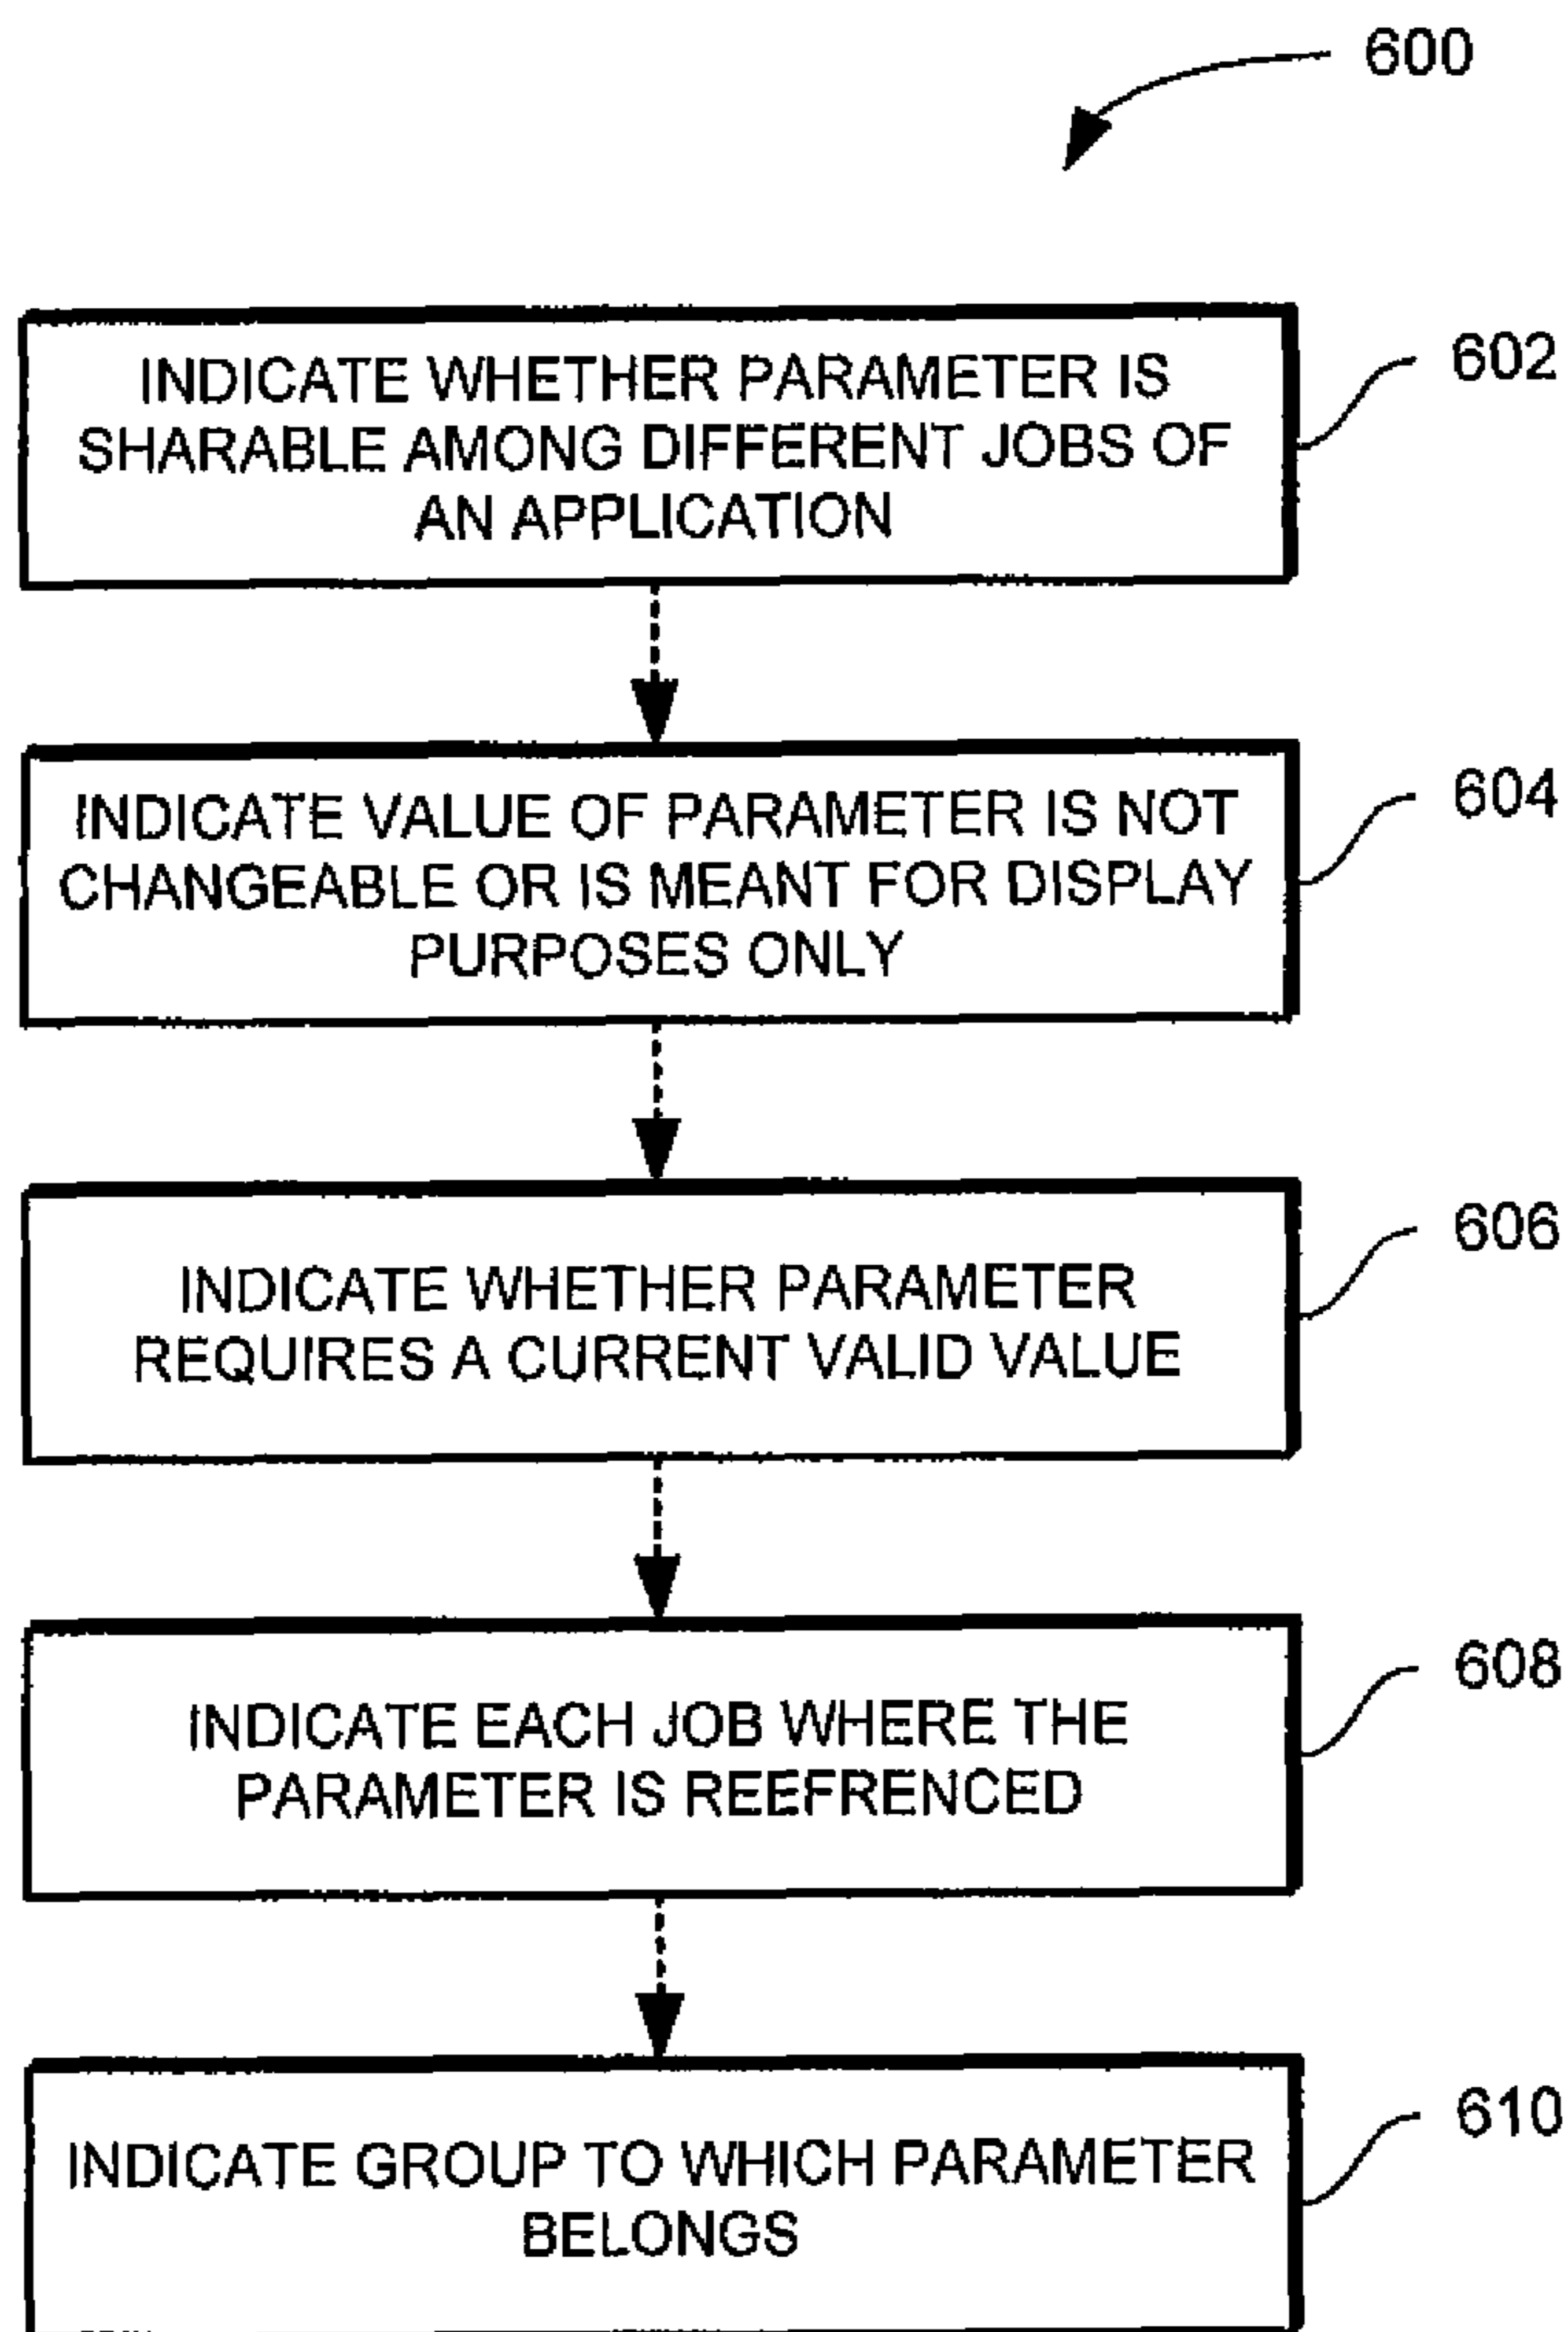 600
INDICATE WHETHER PARAMETER IS
SHARABLE AMONG DIFFERENT JOBS OF
AN APPLICATION
602
INDICATE VALUE OF PARAMETER IS NOT
CHANGEABLE OR IS MEANT FOR DISPLAY
PURPOSES ONLY
604
INDICATE WHETHER PARAMETER
REQUIRES A CURRENT VALID VALUE
606
INDICATE EACH JOB WHERE THE
PARAMETER IS REEFRENCED
608
INDICATE GROUP TO WHICH PARAMETER
BELONGS
610